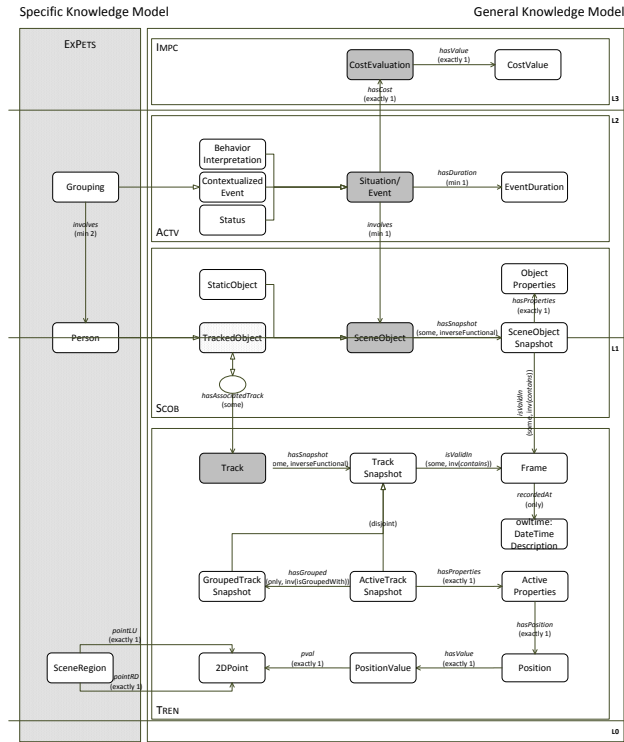 Specific Knowledge Model
General Knowledge Model
EXPETS
IMPC
CostEvaluation
hasValue
(exactly 1)
CostValue
hasCost
(exactly 1)
L3
L2
Behavior
Interpretation
Grouping
Contextualized
Event
Situation/
Event
hasDuration
(min 1)
EventDuration
Status
involves
(min 2)
involves
(min 1)
ACTV
StaticObject
Object
Properties
hasProperties
(exactly 1)
Person
TrackedObject
SceneObject
hasSnapshot
(some, inverseFunctional)
SceneObject
Snapshot
L1
hasAssociatedTrack
(some)
isValidIn
(some, inv(contains))
SCOB
Track
hasSnapshot
ome, inverseFunctional)
Track
Snapshot
isValidIn
(some, inv(contains))
Frame
recordedAt
(only)
owltime:
DateTime
Description
(disjoint)
GroupedTrack
Snapshot
hasGrouped
(only, inv(isGroupedWith))
ActiveTrack
Snapshot
hasProperties
(exactly 1)
Active
Properties
hasPosition
(exactly 1)
pointLU
(exactly 1)
SceneRegion
2DPoint
pval
(exactly 1)
PositionValue
hasValue
(exactly 1)
Position
pointRD
(exactly 1)
TREN
L0